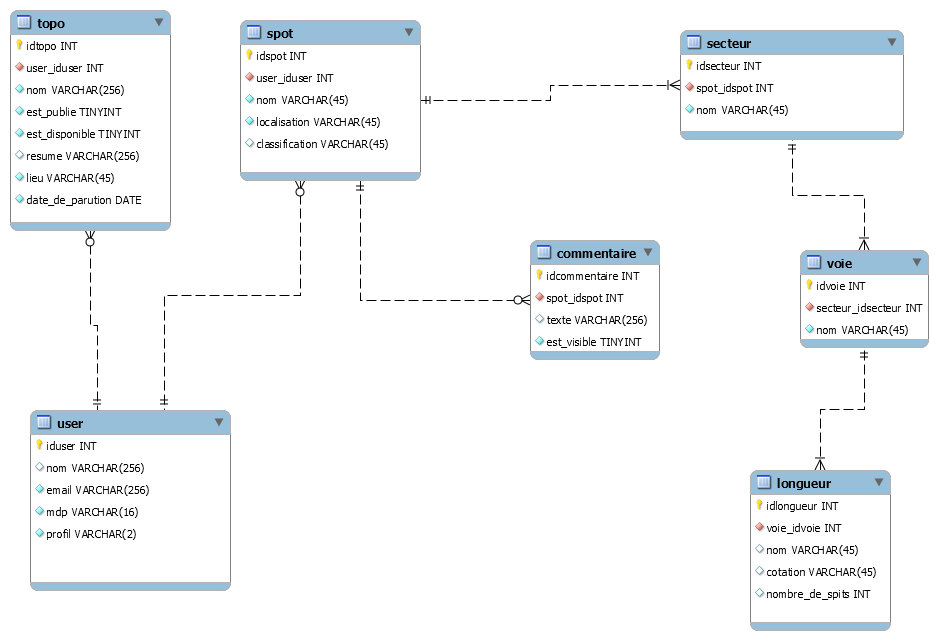 topo
idtopo INT
user_iduser INT
nom VARCHAR(256)
est_publie TINYINT
est_disponible TINYINT
resume VARCHAR(256)
lieu VARCHAR(45)
date_de_parution DATE
spot
idspot INT
user_iduser INT
nom VARCHAR(45)
localisation VARCHAR(45)
classification VARCHAR(45)
secteur
idsecteur INT
spot_idspot INT
nom VARCHAR(45)
commentaire
idcommentaire INT
spot_idspot INT
texte VARCHAR(256)
est_visible TINYINT
voie
idvoie INT
secteur_idsecteur INT
nom VARCHAR(45)
user
iduser INT
nom VARCHAR(256)
email VARCHAR(256)
mdp VARCHAR(16)
profil VARCHAR(2)
longueur
idlongueur INT
voie_idvoie INT
nom VARCHAR(45)
cotation VARCHAR(45)
nombre_de_spits INT